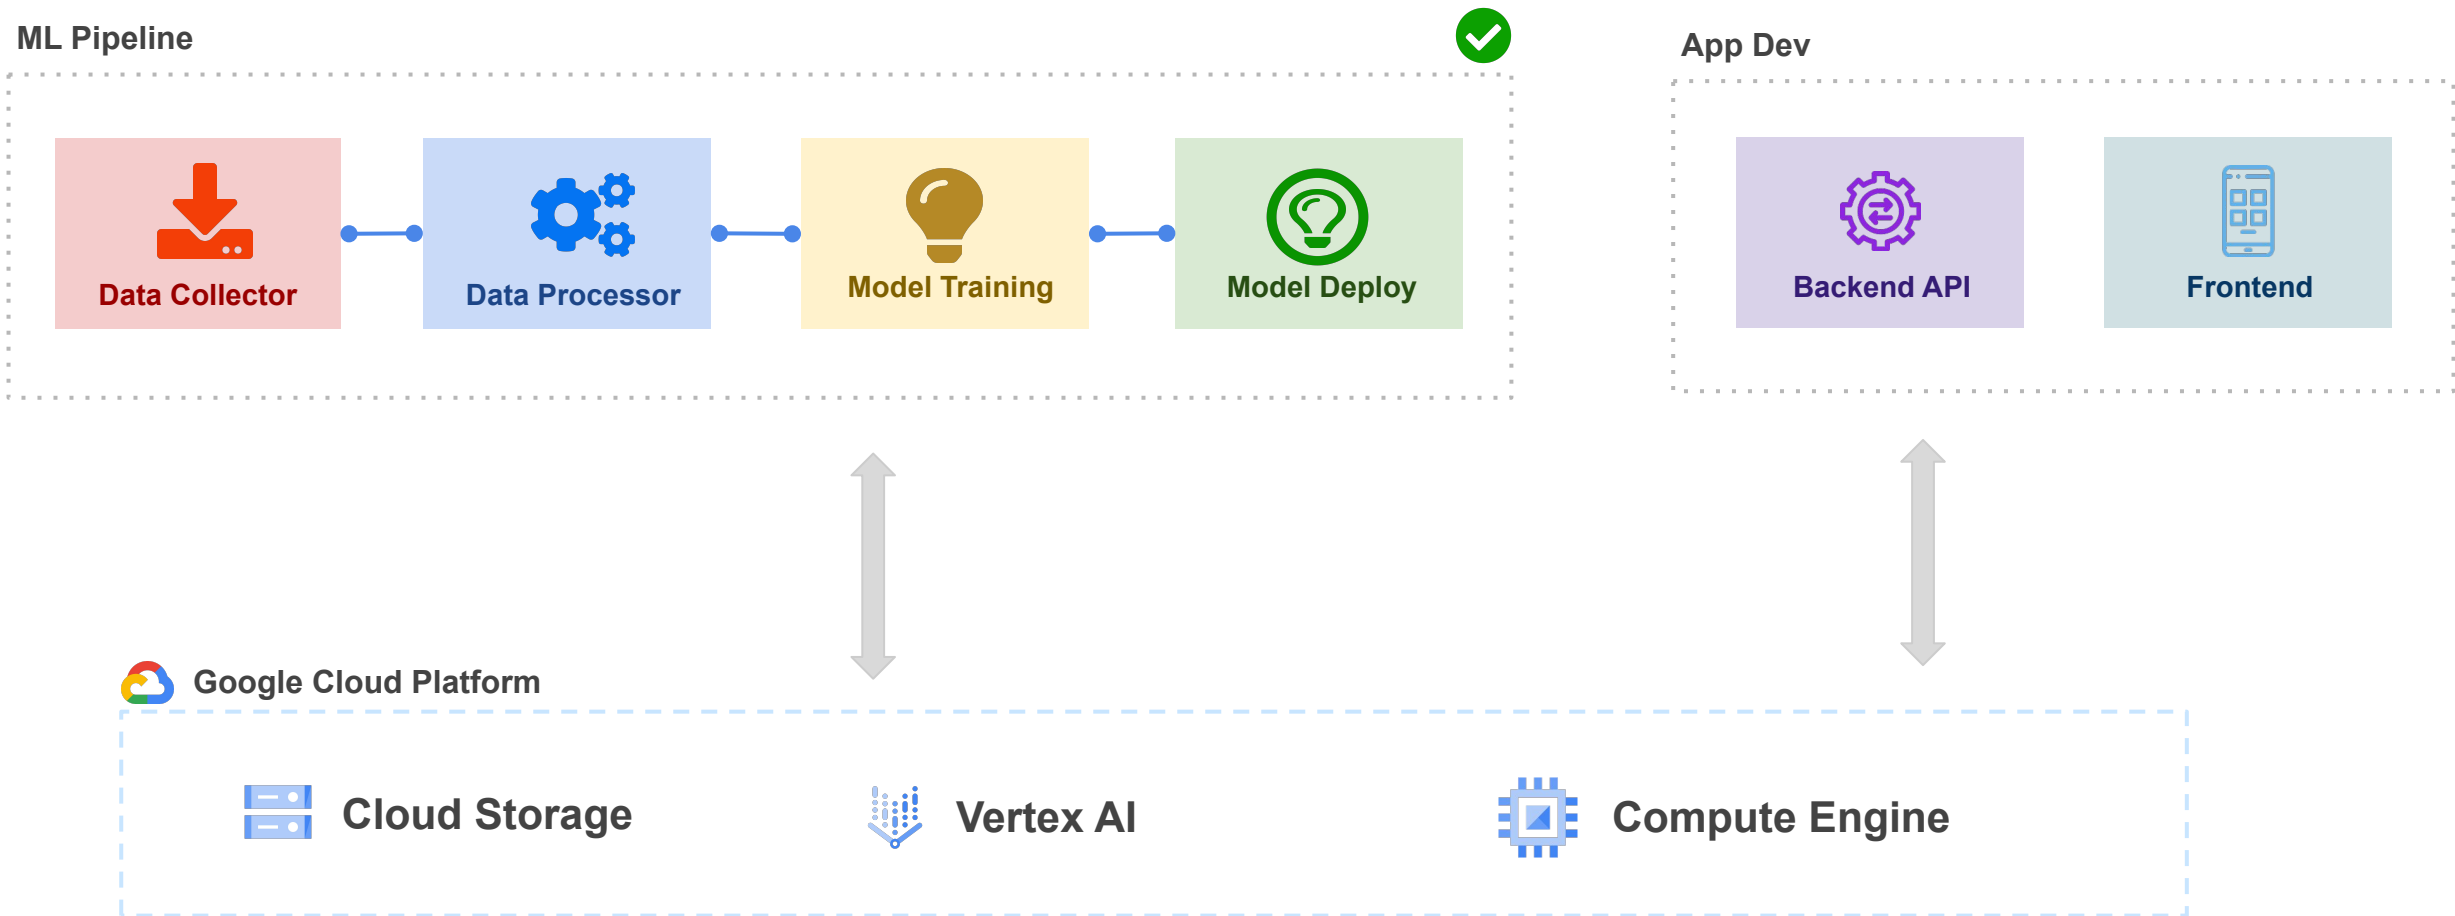 ML Pipeline
App Dev
Data Collector
Data Processor
Model Training
Model Deploy
Backend API
Frontend
Google Cloud Platform
Cloud Storage
Vertex AI
Compute Engine